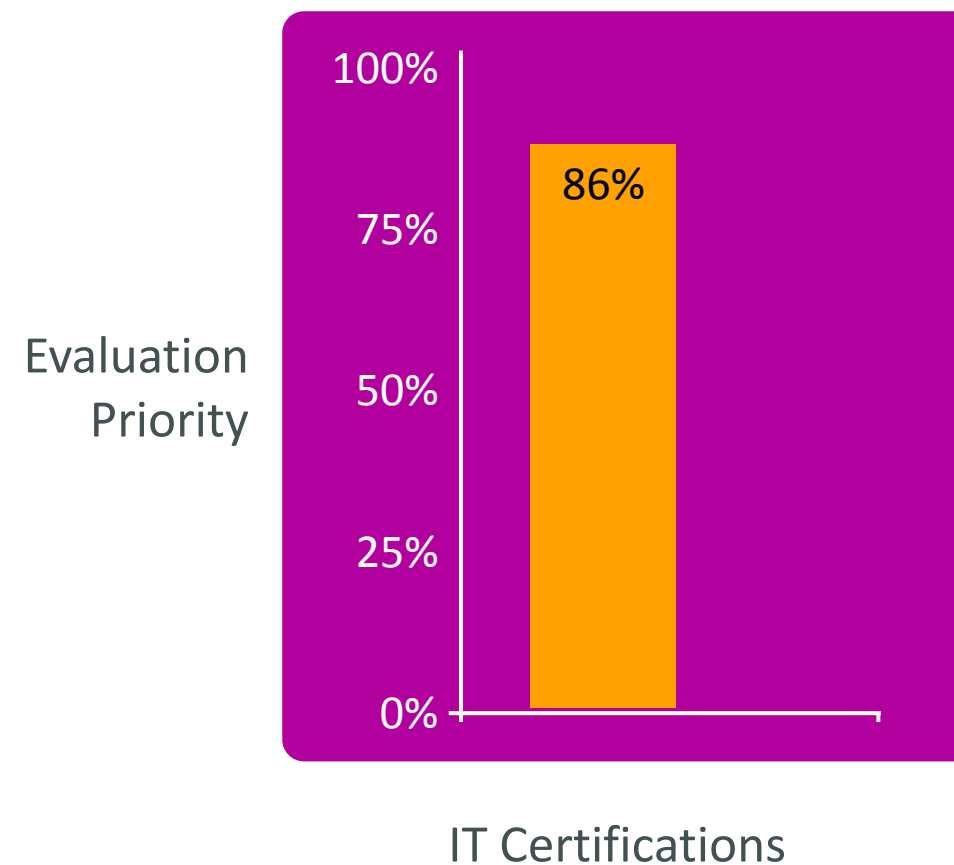 100%
86%
75%
Evaluation
Priority
50%
25%
0%
IT Certifications